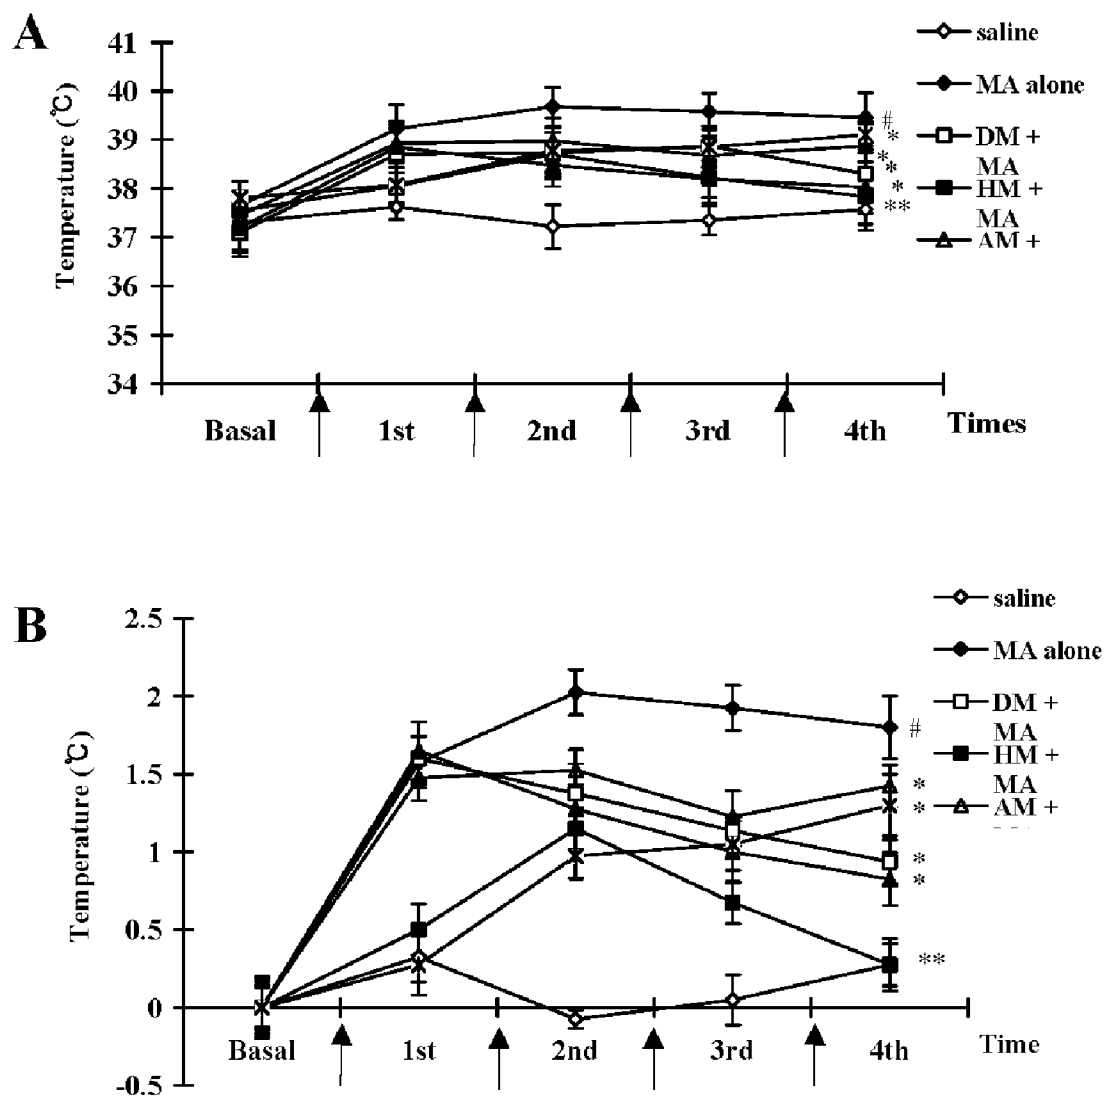 A
41
40
39
38
37
36
35
34
Temperature (℃)
Basal
1st
2nd
3rd
4th
Times
#
*
*
*
*
**
saline
MA alone
DM +
MA
HM +
MA
AM +
B
2.5
2
1.5
1
0.5
0
-0.5
Temperature (℃)
Basal
1st
2nd
3rd
4th
Time
#
*
*
*
*
**
saline
MA alone
DM +
MA
HM +
MA
AM +